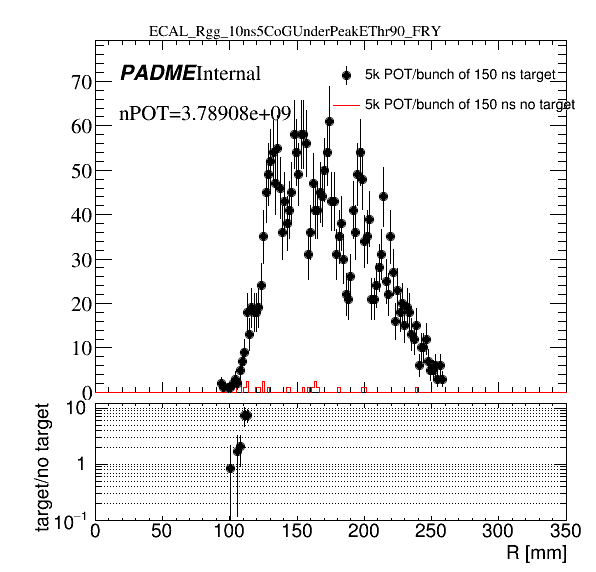 ECAL_Rgg_10ns5CoGUnderPeakEThr90_FRY
PADME Internal
5k POT/bunch of 150 ns target
5k POT/bunch of 150 ns no target
nPOT=3.78908e+09
70
60
50
40
30
20
10
0
target/no target
10
1
10⁻¹
0 50 100 150 200 250 300 350
R [mm]